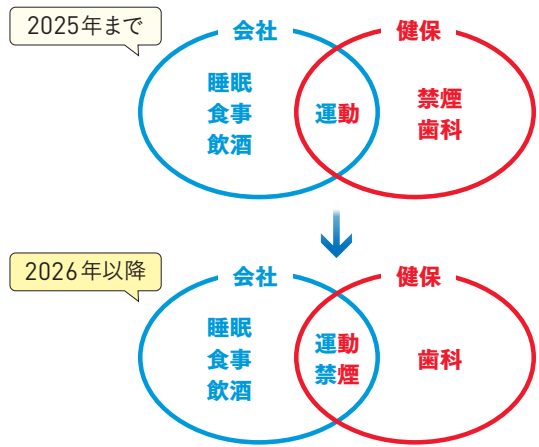 2025年まで
会社
健保
睡眠
食事
飲酒
運動
禁煙
歯科
2026年以降
会社
健保
睡眠
食事
飲酒
運動
禁煙
歯科